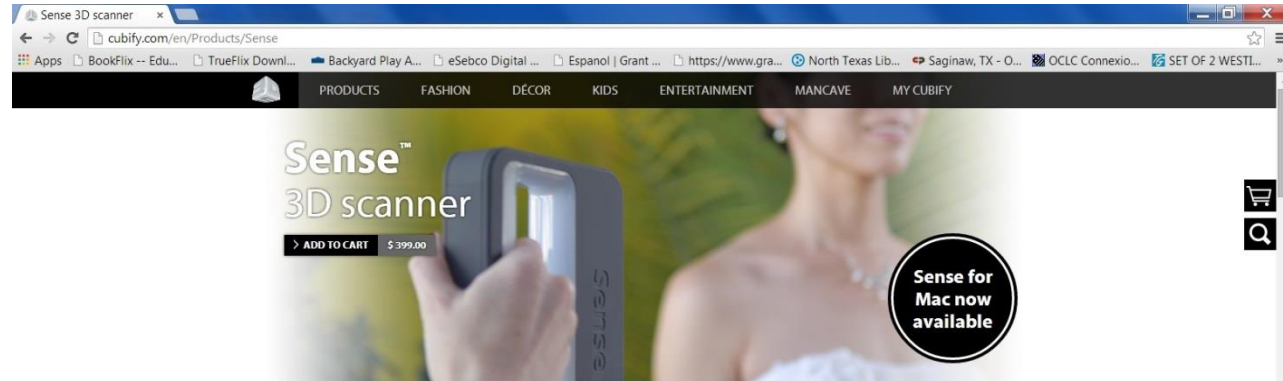 Sense 3D scanner ×
cubify.com/en/Products/Sense
Apps BookFlix -- Edu... TrueFlix Downl... Backyard Play A... eSebco Digital ... Espanol | Grant ... https://www.gra... North Texas Lib... Saginaw, TX - O... OCLC Connexio... SET OF 2 WESTI... »
PRODUCTS FASHION DÉCOR KIDS ENTERTAINMENT MANCAVE MY CUBIFY
Sense™
3D scanner
> ADD TO CART $ 399.00
Sense
Sense for
Mac now
available